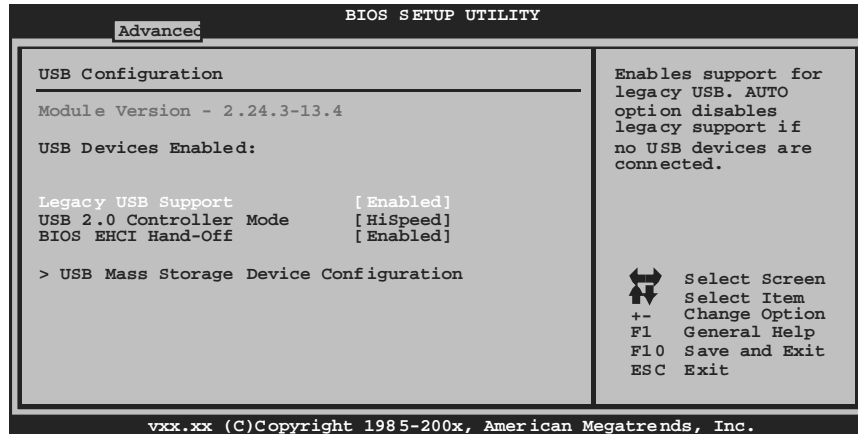 BIOS SETUP UTILITY
Advanced
USB Configuration
Module Version - 2.24.3-13.4
USB Devices Enabled:
Legacy USB Support [Enabled]
USB 2.0 Controller Mode [HiSpeed]
BIOS EHCI Hand-Off [Enabled]
> USB Mass Storage Device Configuration
Enables support for
legacy USB. AUTO
option disables
legacy support if
no USB devices are
connected.
Select Screen
Select Item
+- Change Option
F1 General Help
F10 Save and Exit
ESC Exit
vxx.xx (C)Copyright 1985-200x, American Megatrends, Inc.